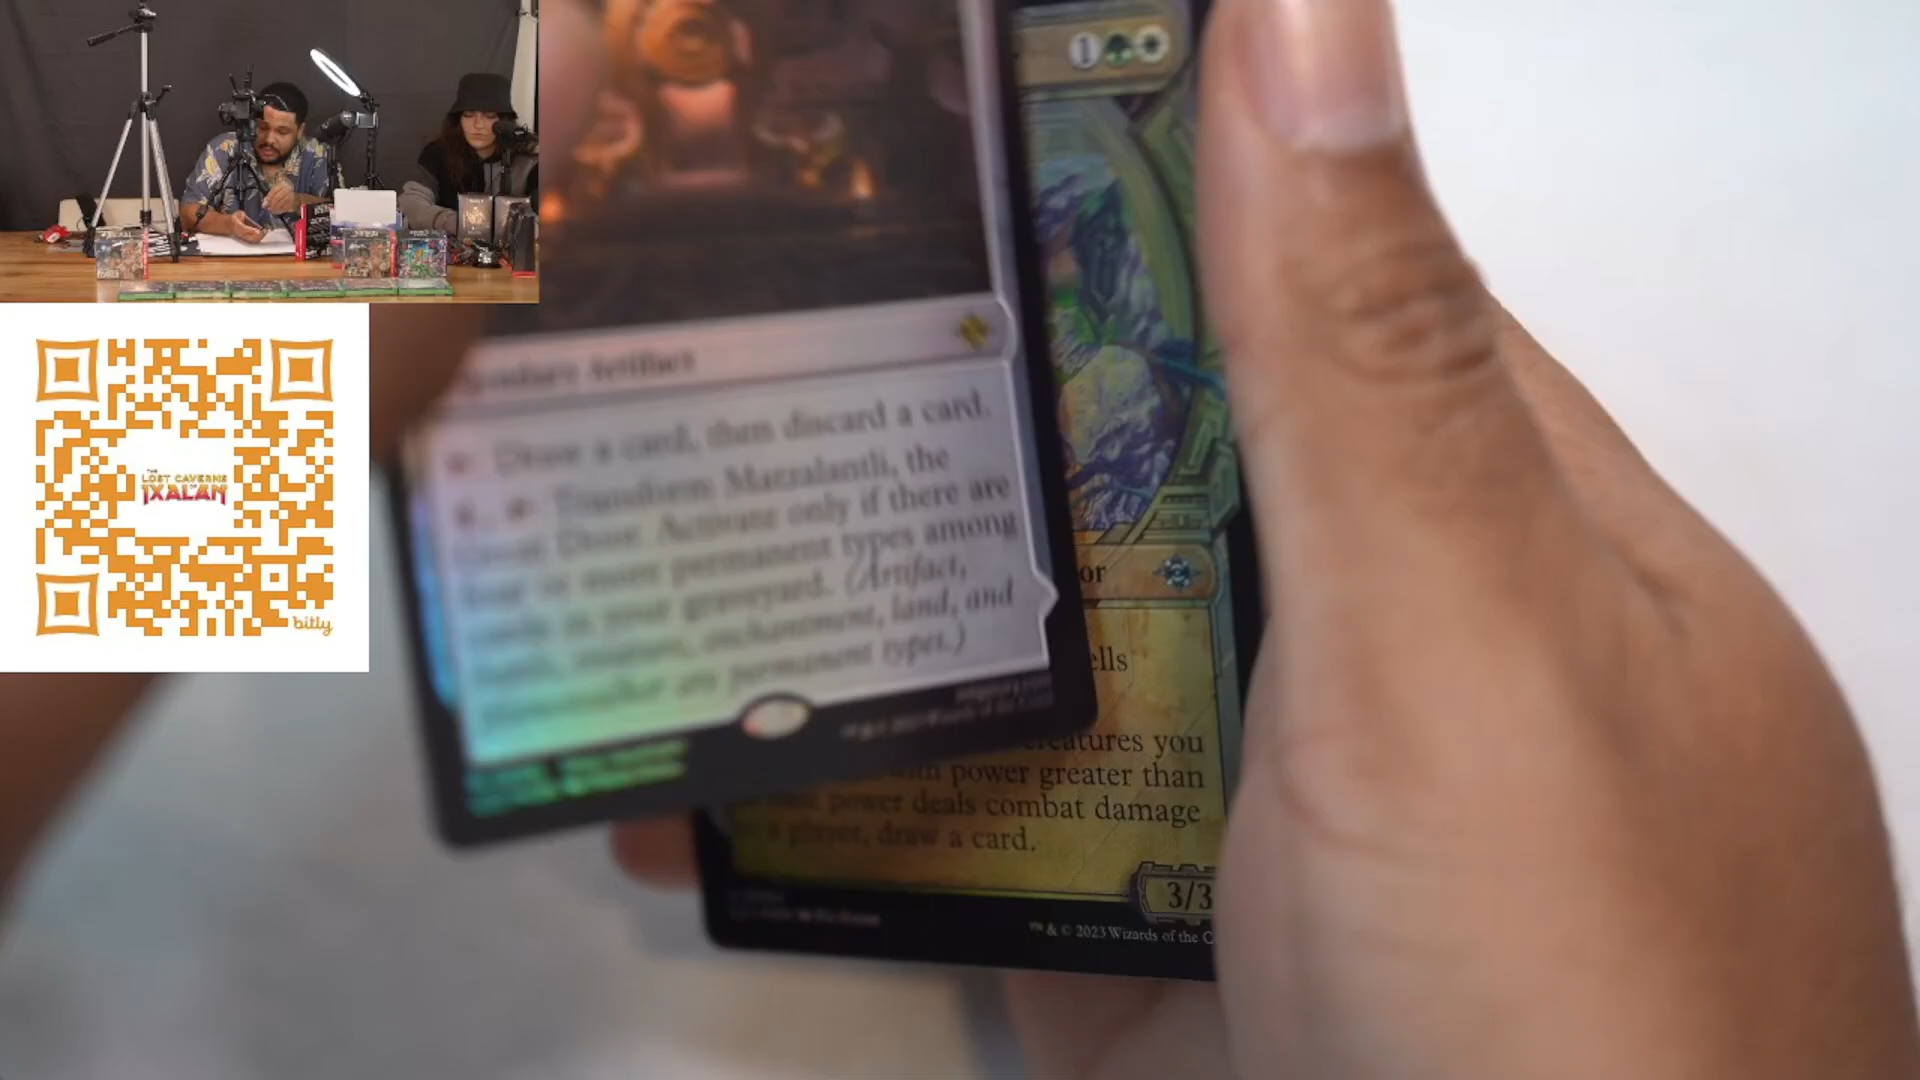 THE
LOST CAVERNS
OF
IXALAN
bitly
Legendary Artifact
Draw a card, then discard a card.
Transform Matzalantli, the
Great Door. Activate only if there are
four or more permanent types among
cards in your graveyard. (Artifact,
creature, enchantment, land, and
are permanent types.)
1
or
ells
creatures you
with power greater than
power deals combat damage
a player, draw a card.
3/3
™ & © 2023 Wizards of the C